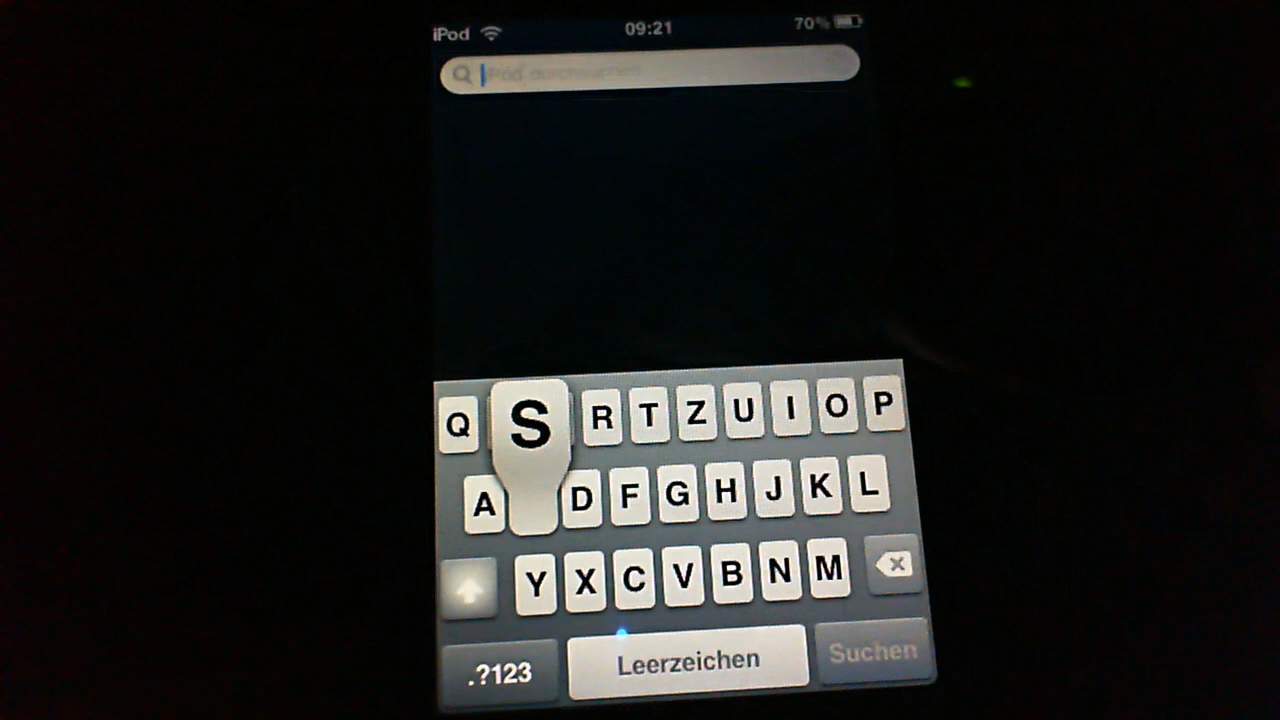 iPod 09:21 70%
iPod durchsuchen
Q S R T Z U I O P
A D F G H J K L
Y X C V B N M
.?123 Leerzeichen Suchen